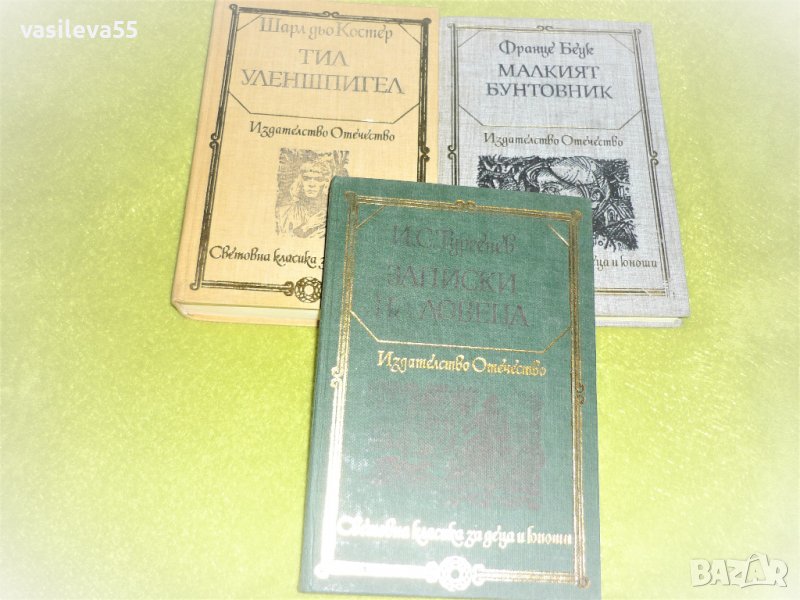 vasileva55
Шарл дьо Костер
ТИЛ
УЛЕНШПИГЕЛ
Издателство Отечество
Световна класика за
Франце Бевк
МАЛКИЯТ
БУНТОВНИК
Издателство Отечество
деца и юноши
И. С. Тургенев
ЗАПИСКИ
НА ЛОВЕЦА
Издателство Отечество
Световна класика за деца и юноши
BAZAR